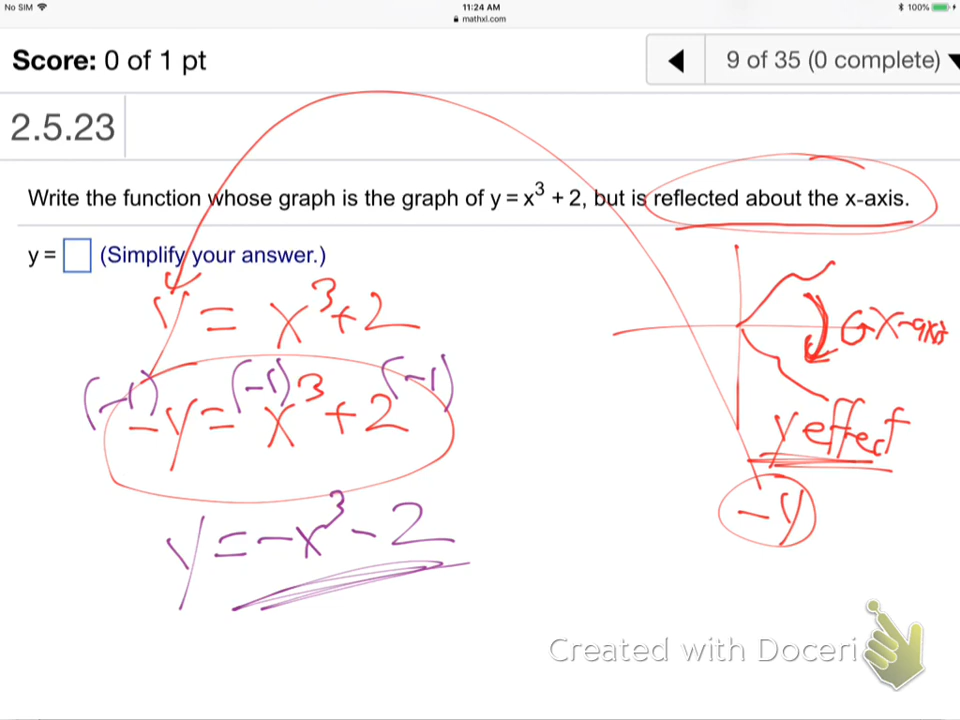 No SIM 11:24 AM 100%
mathxl.com
Score: 0 of 1 pt
9 of 35 (0 complete)
2.5.23
Write the function whose graph is the graph of y = x³ + 2, but is reflected about the x-axis.
y = (Simplify your answer.)
y = x³+2
(-1) (-1) (-1)
-y = x³ + 2
y = -x³ - 2
x-axis
y effect
-y
Created with Doceri